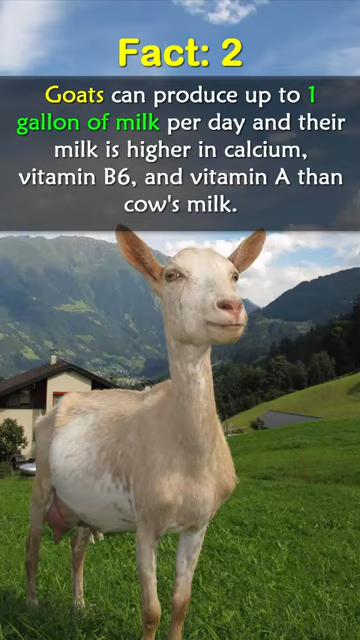 Fact: 2
Goats can produce up to 1
gallon of milk per day and their
milk is higher in calcium,
vitamin B6, and vitamin A than
cow's milk.